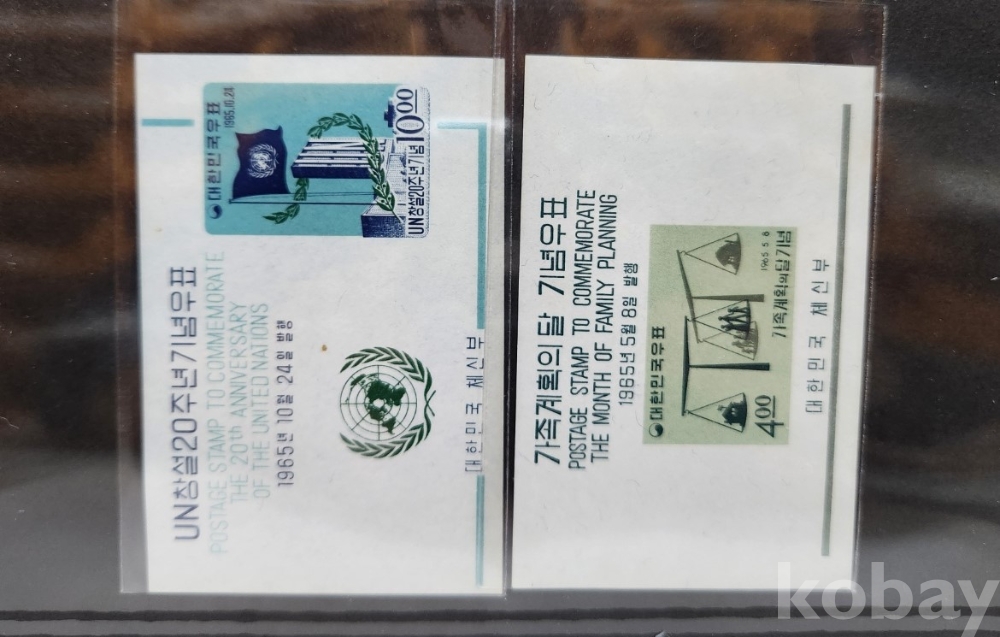 UN창설20주년기념우표
POSTAGE STAMP TO COMMEMORATE
THE 20th ANNIVERSARY
OF THE UNITED NATIONS
1965년 10월 24일 발행
대한민국우표
1965.10.24
UN창설20주년기념
10 00
대한민국 체신부
가족계획의 달 기념우표
POSTAGE STAMP TO COMMEMORATE
THE MONTH OF FAMILY PLANNING
1965년 5월 8일 발행
대한민국우표
4 00
1965. 5. 8
가족계획의달기념
대한민국 체신부
kobay